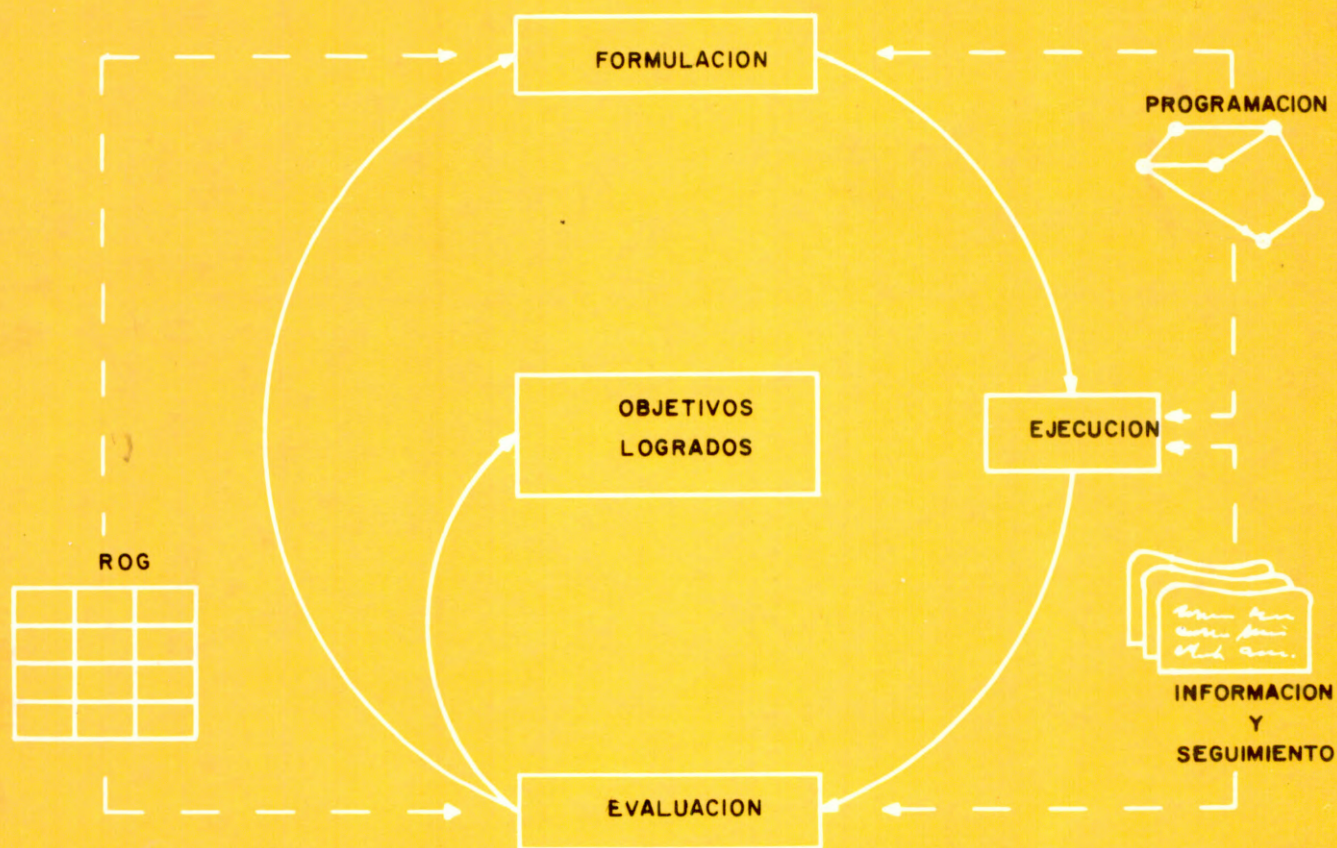 FORMULACION
PROGRAMACION
OBJETIVOS
LOGRADOS
EJECUCION
ROG
INFORMACION
Y
SEGUIMIENTO
EVALUACION